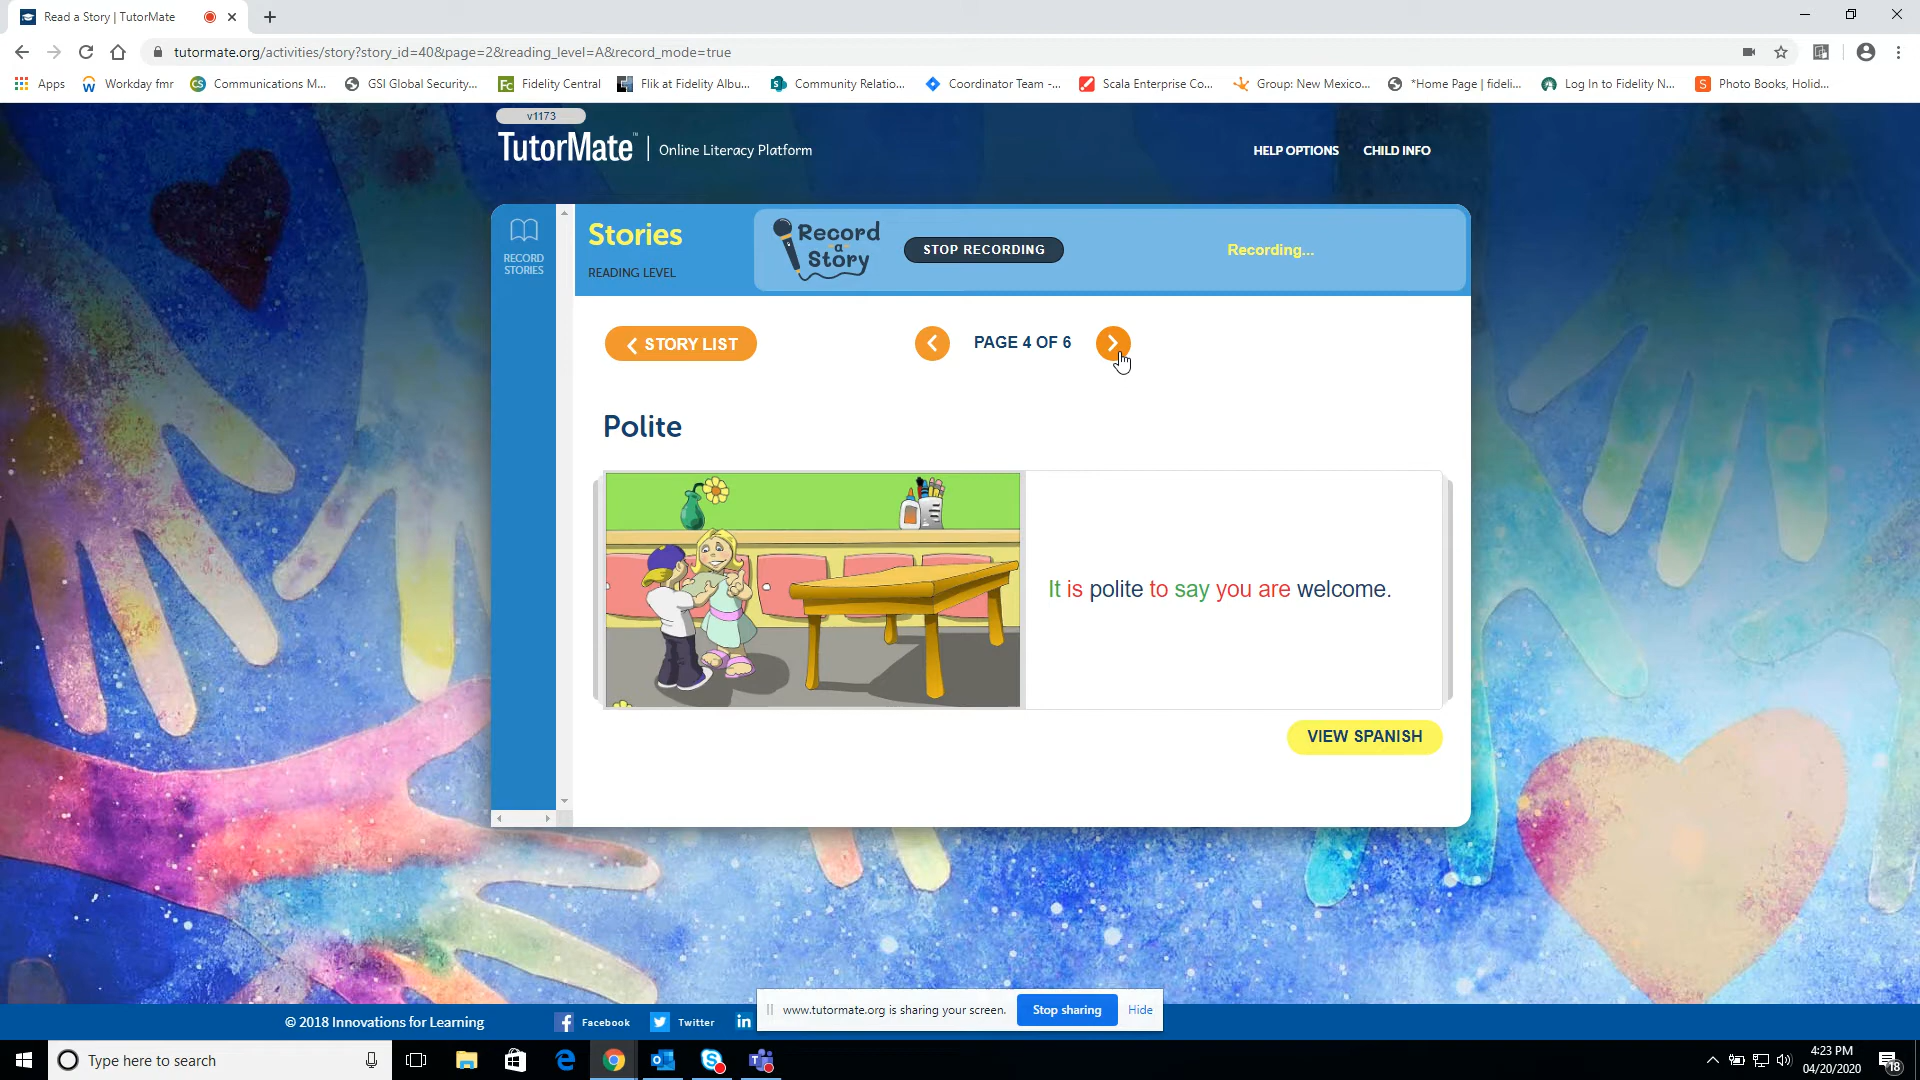 Read a Story | TutorMate
tutormate.org/activities/story?story_id=40&page=2&reading_level=A&record_mode=true
Apps Workday fmr Communications M... GSI Global Security... Fidelity Central Flik at Fidelity Albu... Community Relatio... Coordinator Team -... Scala Enterprise Co... Group: New Mexico... *Home Page | fideli... Log In to Fidelity N... Photo Books, Holid...
v1173
TutorMate™ | Online Literacy Platform
HELP OPTIONS CHILD INFO
RECORD STORIES
Stories
READING LEVEL
Record
a
Story
STOP RECORDING
Recording...
STORY LIST
PAGE 4 OF 6
Polite
It is polite to say you are welcome.
VIEW SPANISH
© 2018 Innovations for Learning
Facebook
Twitter
in
www.tutormate.org is sharing your screen.
Stop sharing
Hide
Type here to search
4:23 PM
04/20/2020
18